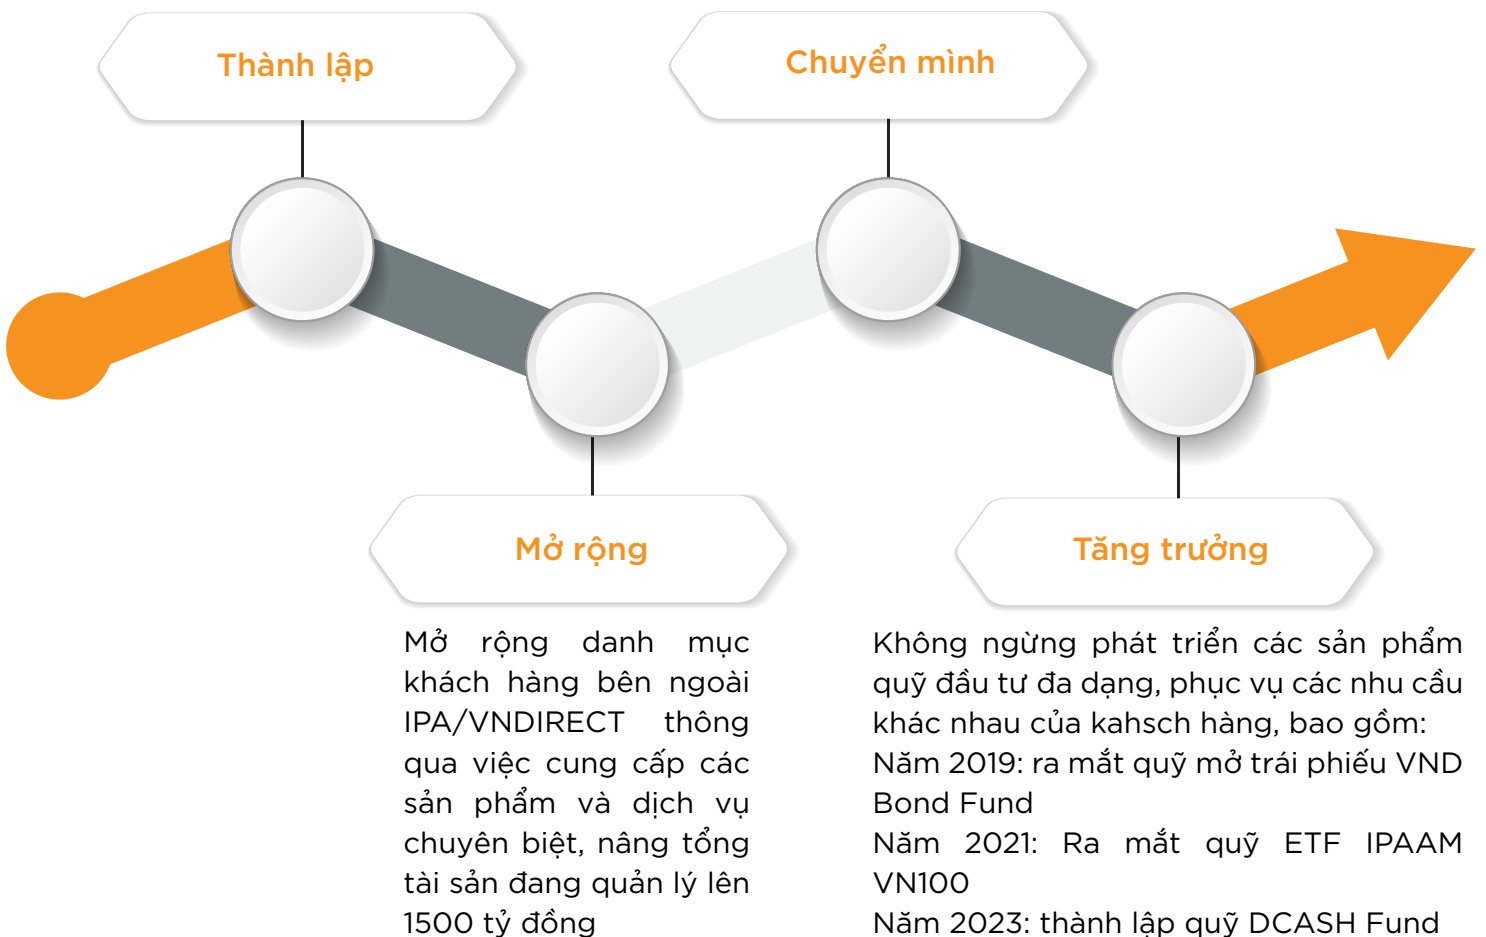 Thành lập
Chuyển mình
Mở rộng
Mở rộng danh mục
khách hàng bên ngoài
IPA/VNDIRECT thông
qua việc cung cấp các
sản phẩm và dịch vụ
chuyên biệt, nâng tổng
tài sản đang quản lý lên
1500 tỷ đồng
Tăng trưởng
Không ngừng phát triển các sản phẩm
quỹ đầu tư đa dạng, phục vụ các nhu cầu
khác nhau của kahsch hàng, bao gồm:
Năm 2019: ra mắt quỹ mở trái phiếu VND
Bond Fund
Năm 2021: Ra mắt quỹ ETF IPAAM
VN100
Năm 2023: thành lập quỹ DCASH Fund